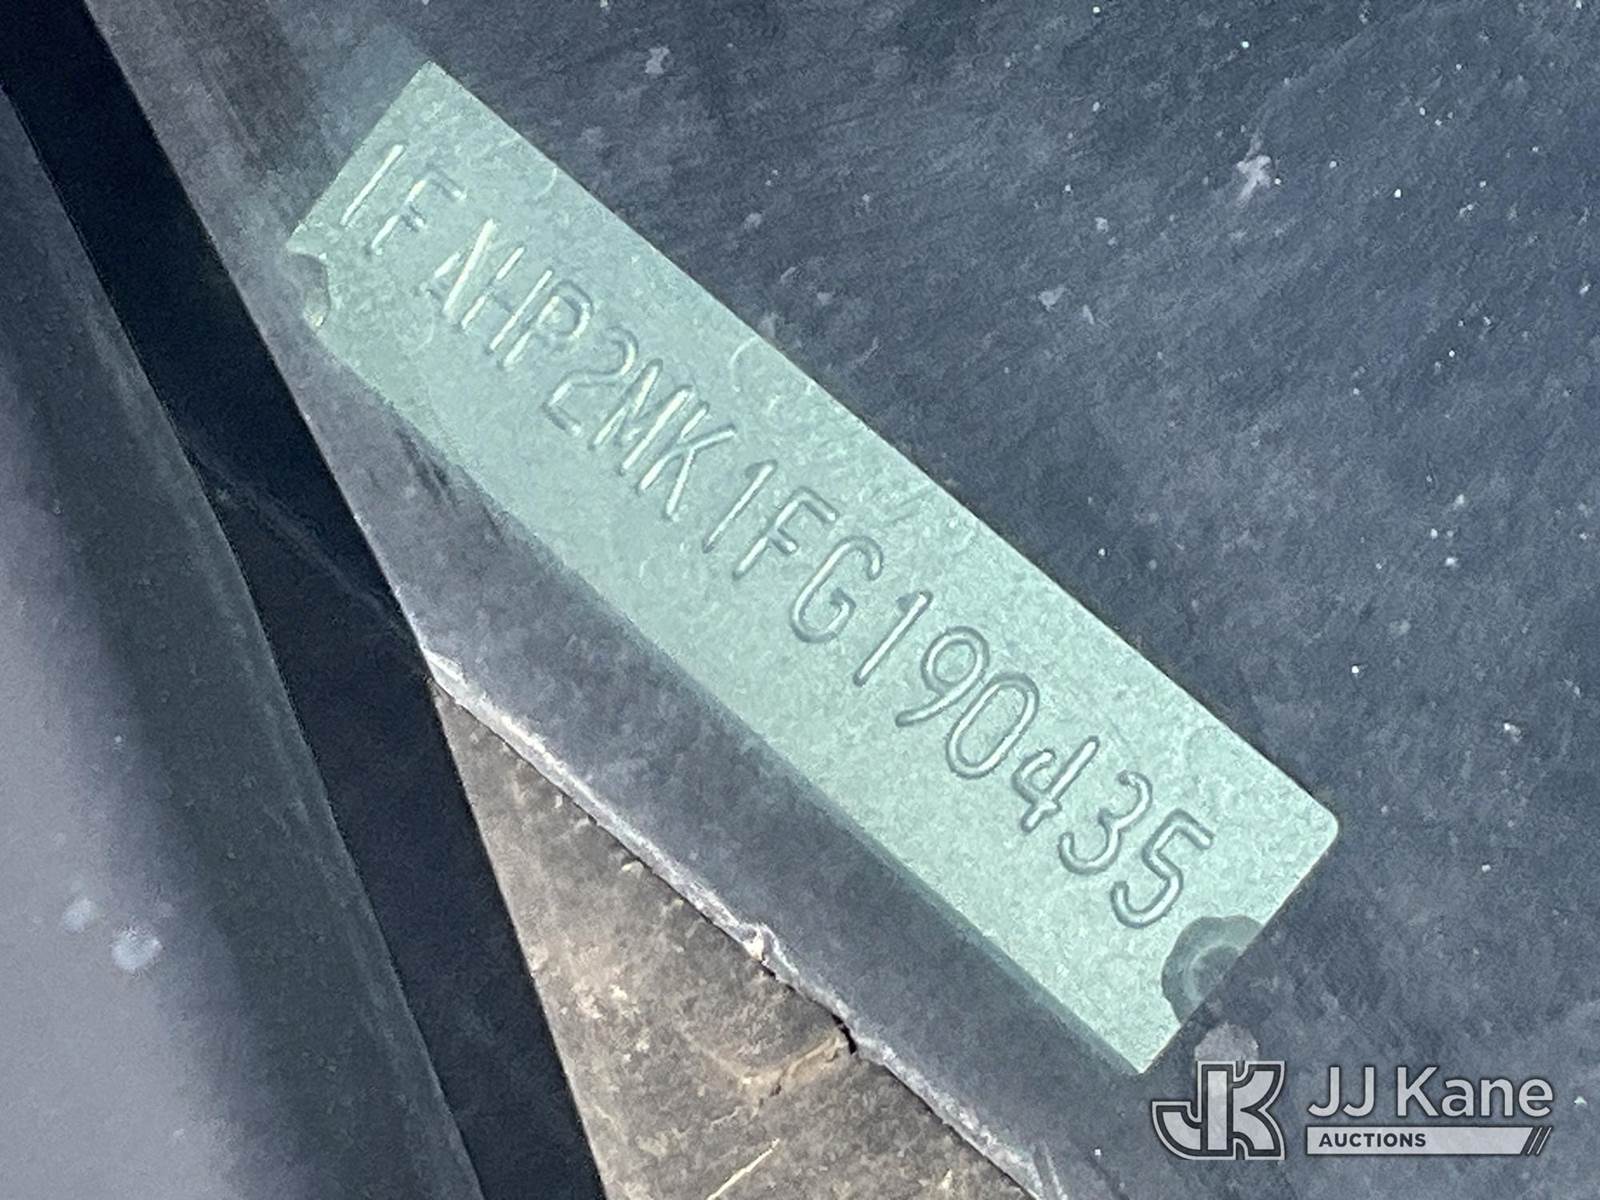 1FAHP2MK1FG190435
JJ Kane
AUCTIONS